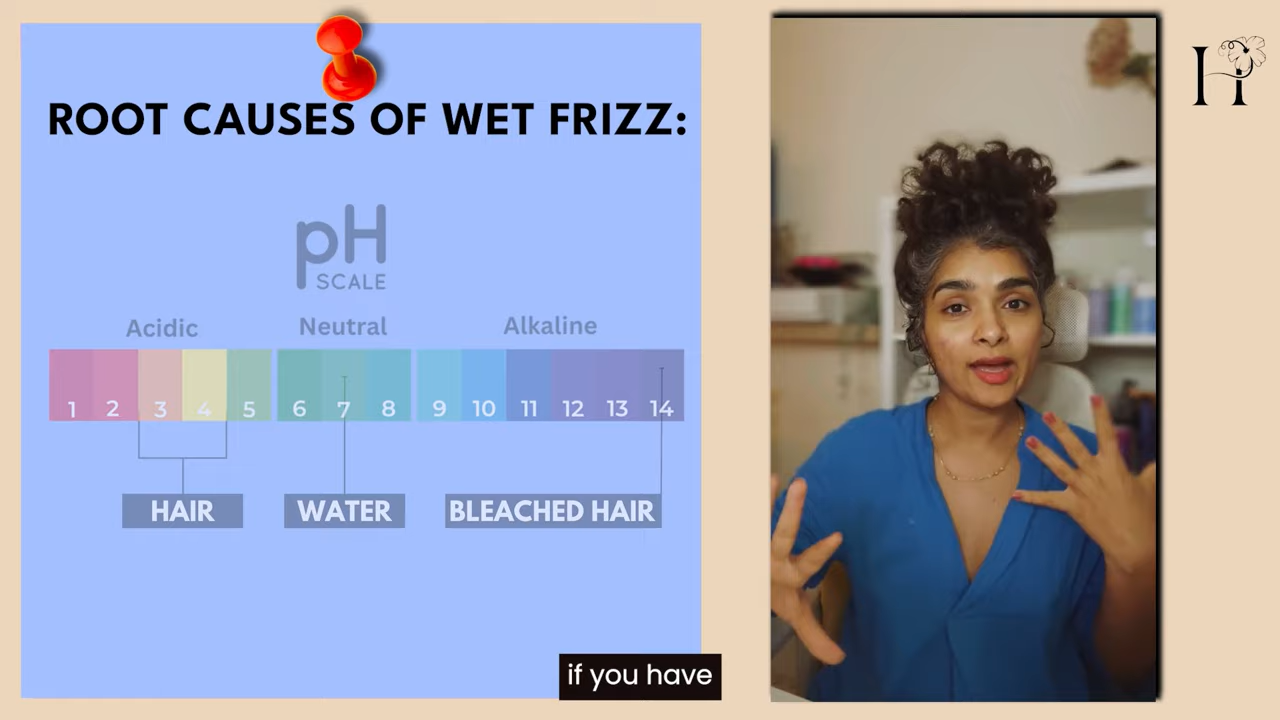 ROOT CAUSES OF WET FRIZZ:
pH
SCALE
Acidic Neutral Alkaline
1 2 3 4 5 6 7 8 9 10 11 12 13 14
HAIR WATER BLEACHED HAIR
if you have
H